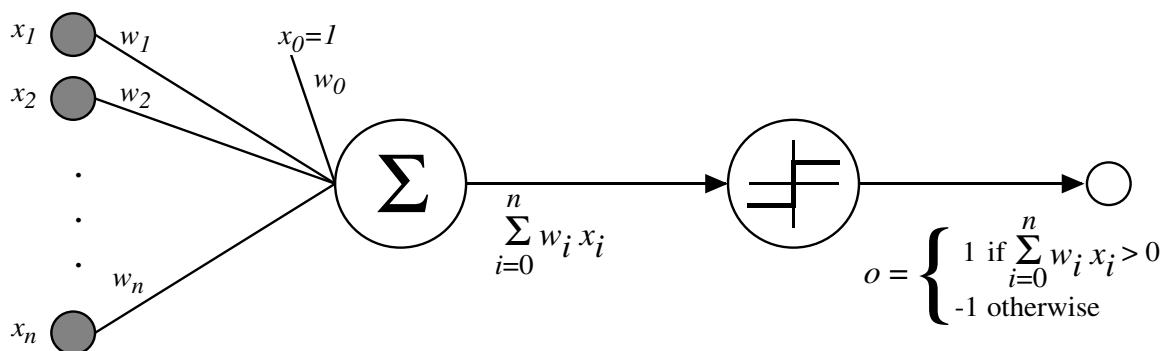 x1 w1 x0=1
w0
x2 w2
Σ
n
Σ wi xi
i=0
wn
xn
o = { 1 if n
Σ
i=0 wi xi > 0
-1 otherwise